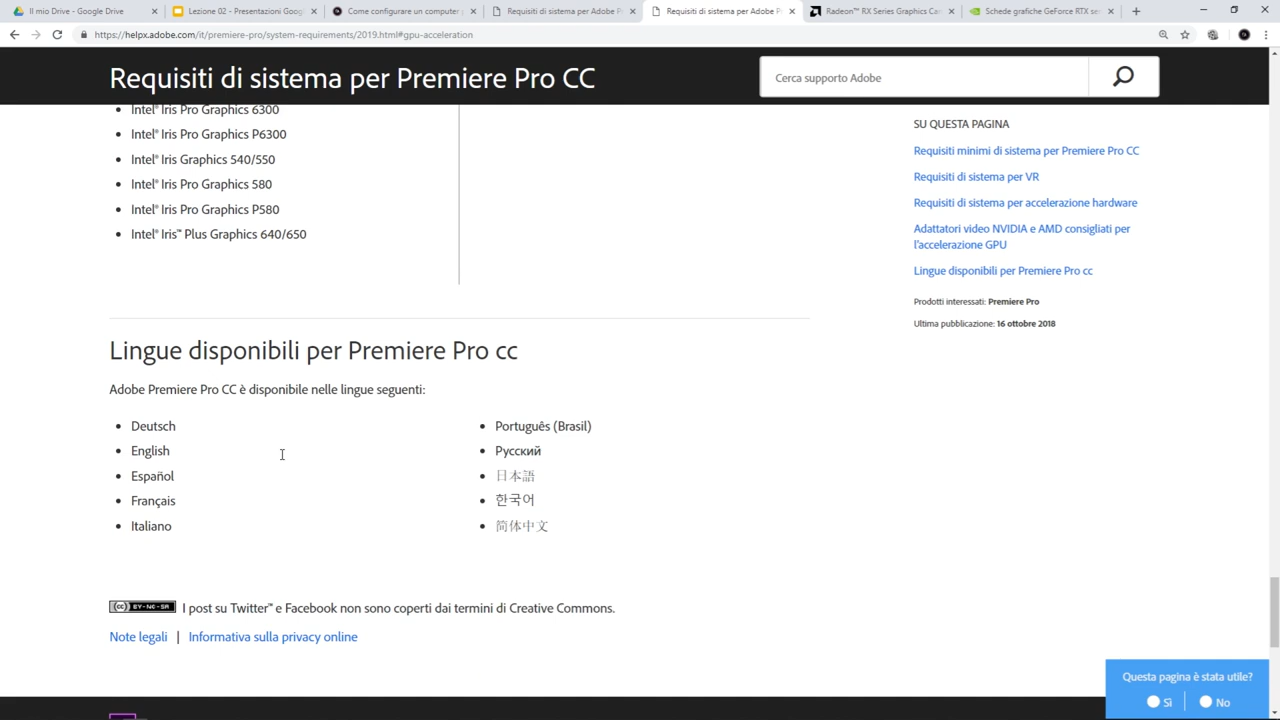 Il mio Drive - Google Drive
Lezione 02 - Presentazioni Goog
Come configurare un computer
Requisiti di sistema per Adobe P
Requisiti di sistema per Adobe P
Radeon™ RX Series Graphics Ca
Schede grafiche GeForce RTX se
https://helpx.adobe.com/it/premiere-pro/system-requirements/2019.html#gpu-acceleration
Requisiti di sistema per Premiere Pro CC
Cerca supporto Adobe
Intel® Iris Pro Graphics 6300
Intel® Iris Pro Graphics P6300
Intel® Iris Graphics 540/550
Intel® Iris Pro Graphics 580
Intel® Iris Pro Graphics P580
Intel® Iris™ Plus Graphics 640/650
SU QUESTA PAGINA
Requisiti minimi di sistema per Premiere Pro CC
Requisiti di sistema per VR
Requisiti di sistema per accelerazione hardware
Adattatori video NVIDIA e AMD consigliati per
l'accelerazione GPU
Lingue disponibili per Premiere Pro cc
Prodotti interessati: Premiere Pro
Ultima pubblicazione: 16 ottobre 2018
Lingue disponibili per Premiere Pro cc
Adobe Premiere Pro CC è disponibile nelle lingue seguenti:
Deutsch
English
Español
Français
Italiano
Português (Brasil)
Русский
日本語
한국어
简体中文
(cc) BY-NC-SA I post su Twitter™ e Facebook non sono coperti dai termini di Creative Commons.
Note legali | Informativa sulla privacy online
Questa pagina è stata utile?
Sì No